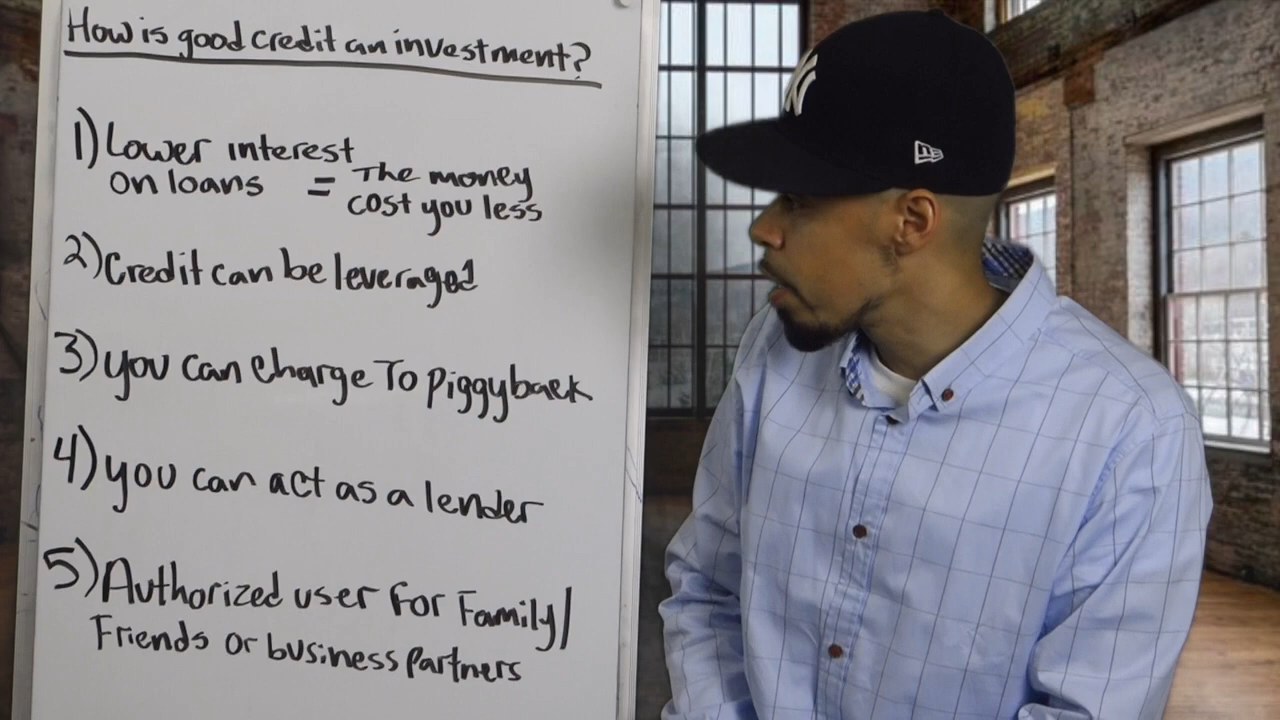 How is good credit an investment?
1) Lower interest
on loans = The money
cost you less
2) Credit can be leveraged
3) you can charge To piggyback
4) you can act as a lender
5) Authorized user for Family/
Friends or business partners
NY